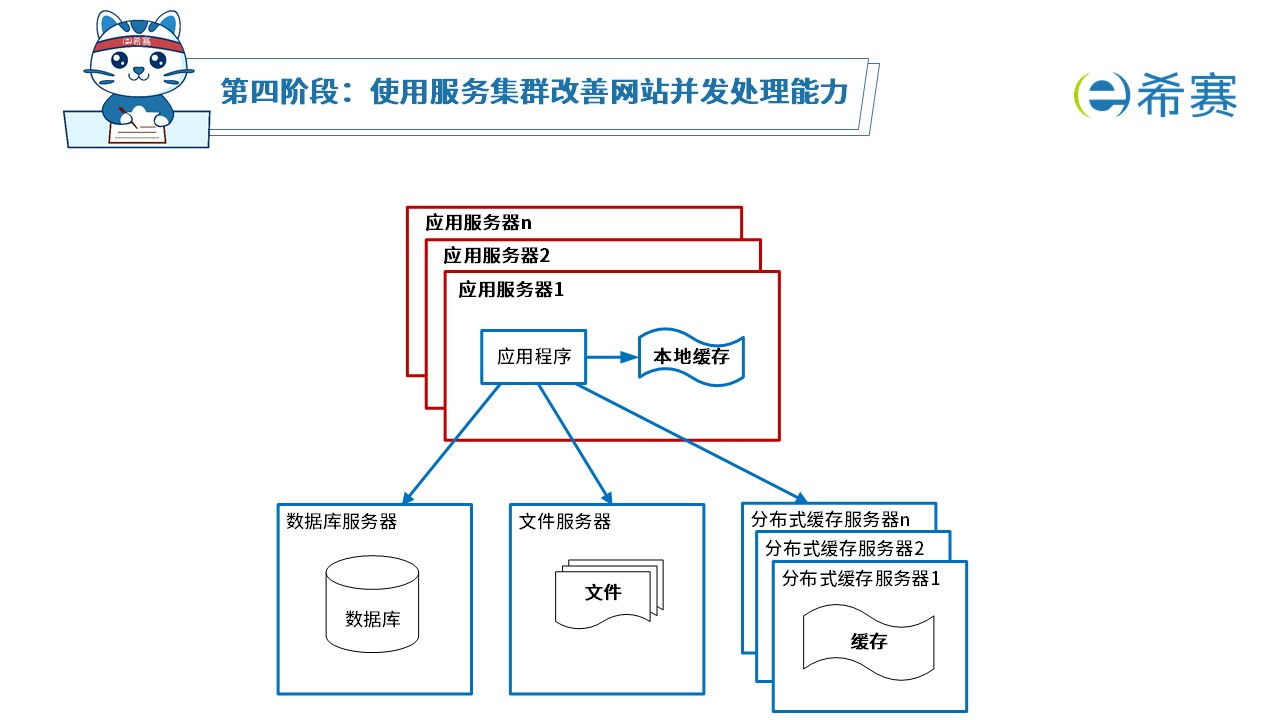 希赛
第四阶段：使用服务集群改善网站并发处理能力
希赛
应用服务器n
应用服务器2
应用服务器1
应用程序
本地缓存
数据库服务器
数据库
文件服务器
文件
分布式缓存服务器n
分布式缓存服务器2
分布式缓存服务器1
缓存